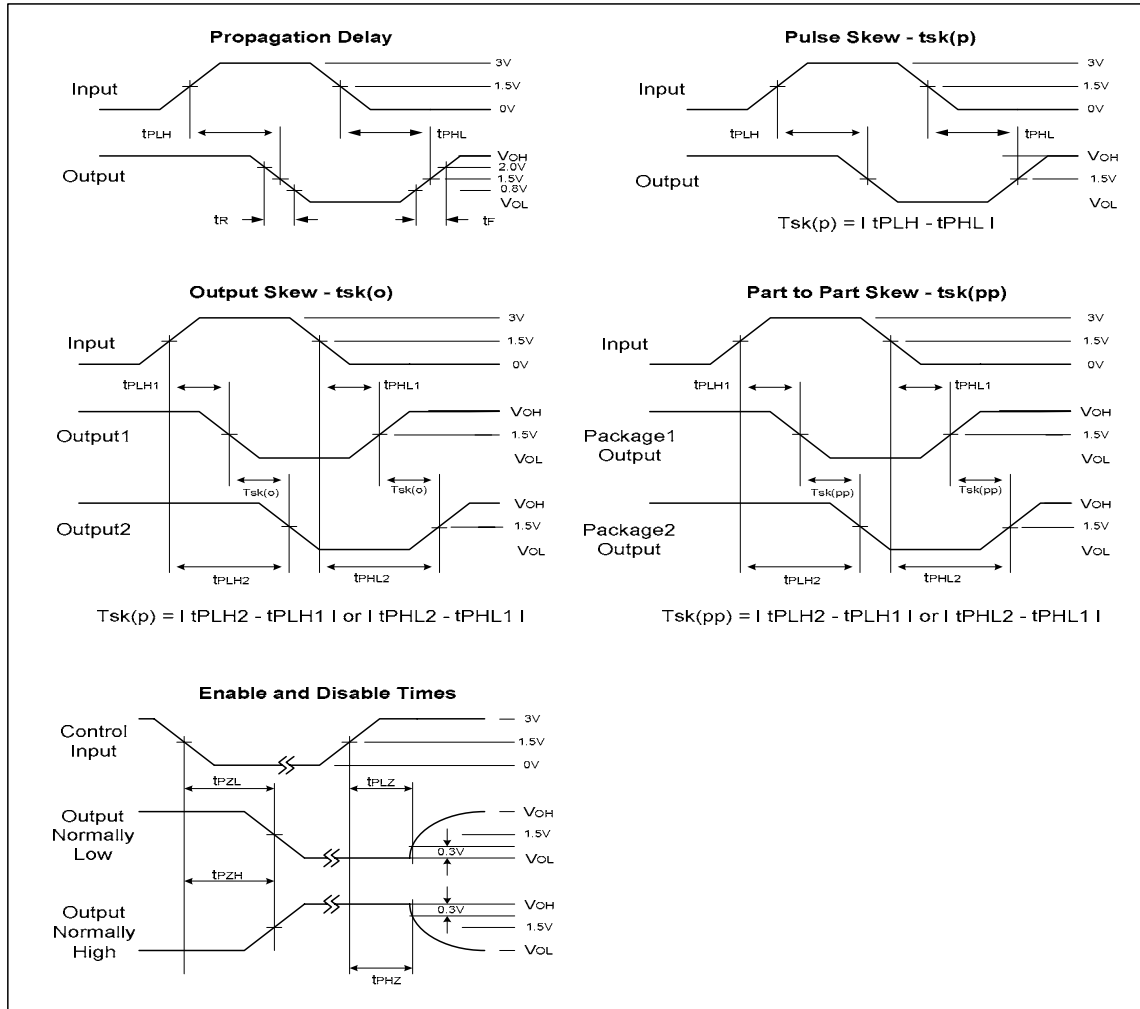 Propagation Delay
Input
3V
1.5V
0V
tPLH
tPHL
Output
VOH
2.0V
1.5V
0.8V
VOL
tR
tF
Pulse Skew - tsk(p)
Input
3V
1.5V
0V
tPLH
tPHL
Output
VOH
1.5V
VOL
Tsk(p) = I tPLH - tPHL I
Output Skew - tsk(o)
Input
3V
1.5V
0V
tPLH1
tPHL1
Output1
VOH
1.5V
VOL
Tsk(o)
Tsk(o)
Output2
VOH
1.5V
VOL
tPLH2
tPHL2
Tsk(p) = I tPLH2 - tPLH1 I or I tPHL2 - tPHL1 I
Part to Part Skew - tsk(pp)
Input
3V
1.5V
0V
tPLH1
tPHL1
Package1
Output
VOH
1.5V
VOL
Tsk(pp)
Tsk(pp)
Package2
Output
VOH
1.5V
VOL
tPLH2
tPHL2
Tsk(pp) = I tPLH2 - tPLH1 I or I tPHL2 - tPHL1 I
Enable and Disable Times
Control
Input
3V
1.5V
0V
tPZL
tPLZ
Output
Normally
Low
VOH
1.5V
0.3V
VOL
tPZH
Output
Normally
High
VOH
0.3V
1.5V
VOL
tPHZ